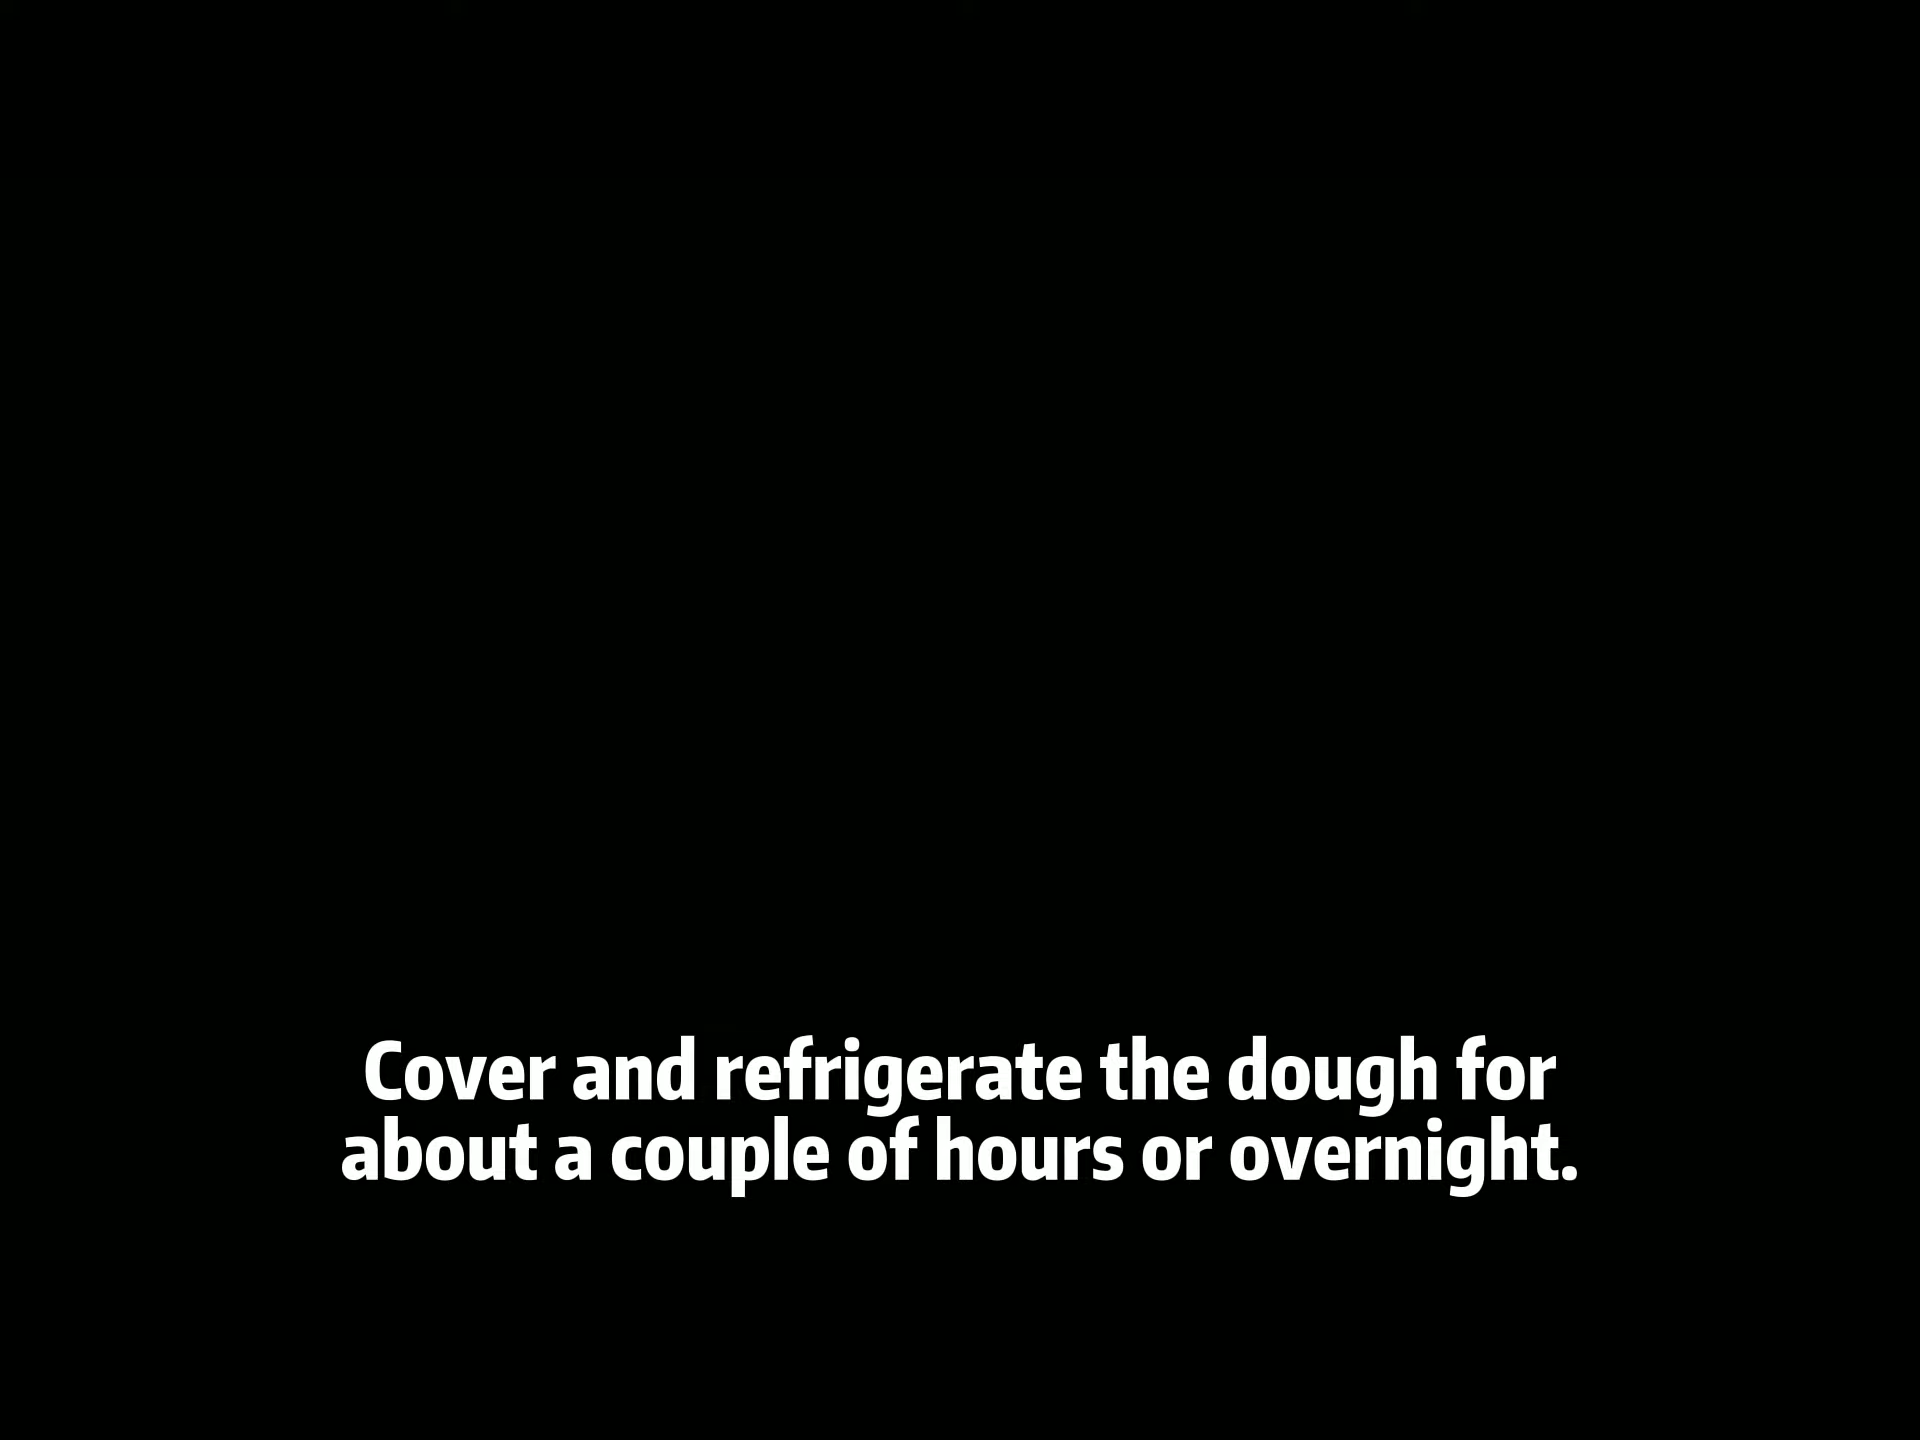 Cover and refrigerate the dough for
about a couple of hours or overnight.